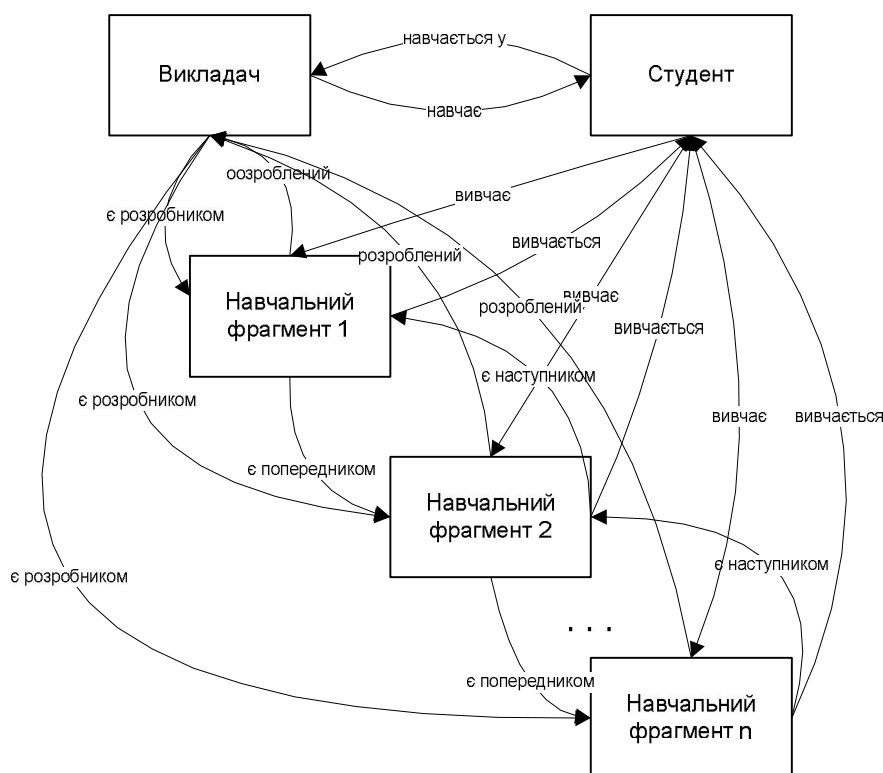 навчається у
Викладач
Студент
навчає
оозроблений
вивчає
є розробником
вивчається
розроблений
Навчальний
фрагмент 1
розроблений
вивчає
вивчається
є наступником
є розробником
вивчає
вивчається
є попередником
Навчальний
фрагмент 2
є наступником
є розробником
. . .
є попередником
Навчальний
фрагмент n